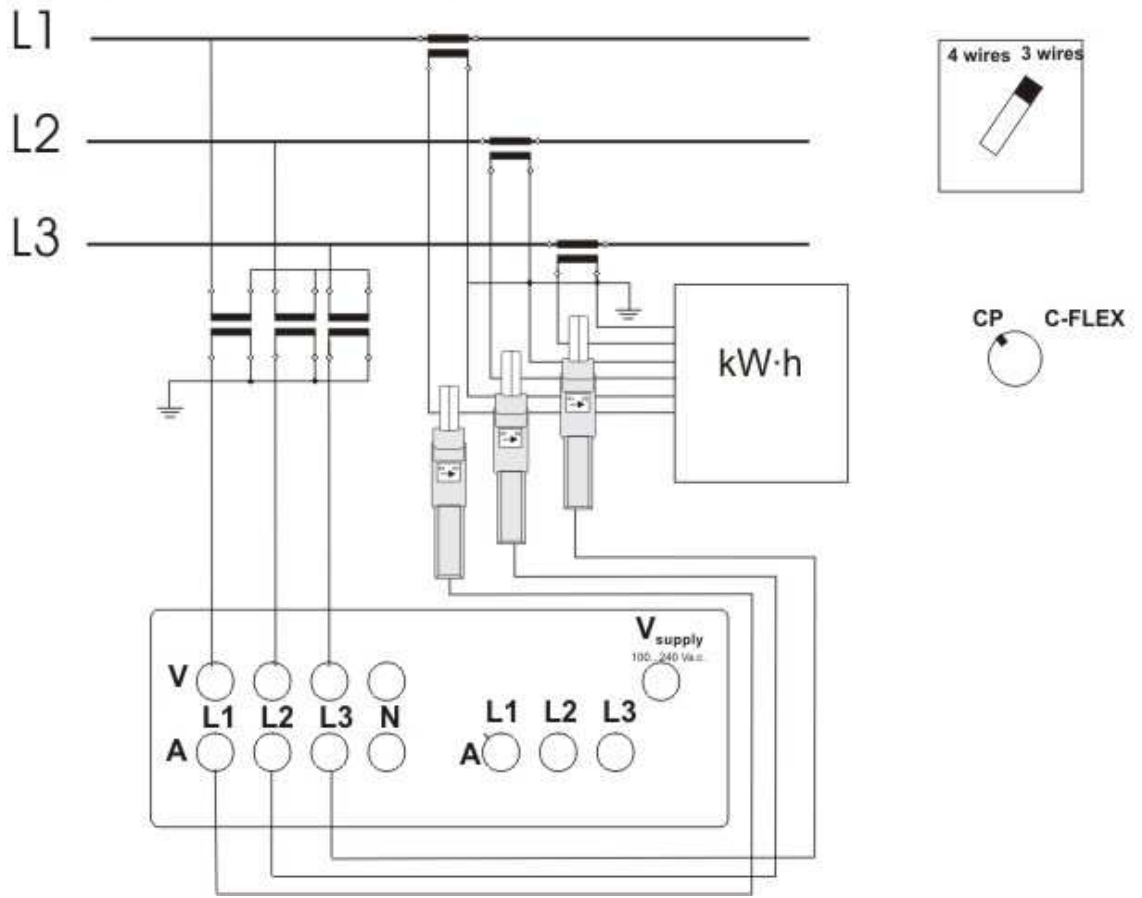 L1
4 wires 3 wires
L2
L3
CP C-FLEX
kW·h
V supply
100...240 Va.c.
V
L1 L2 L3 N
A
L1 L2 L3
A